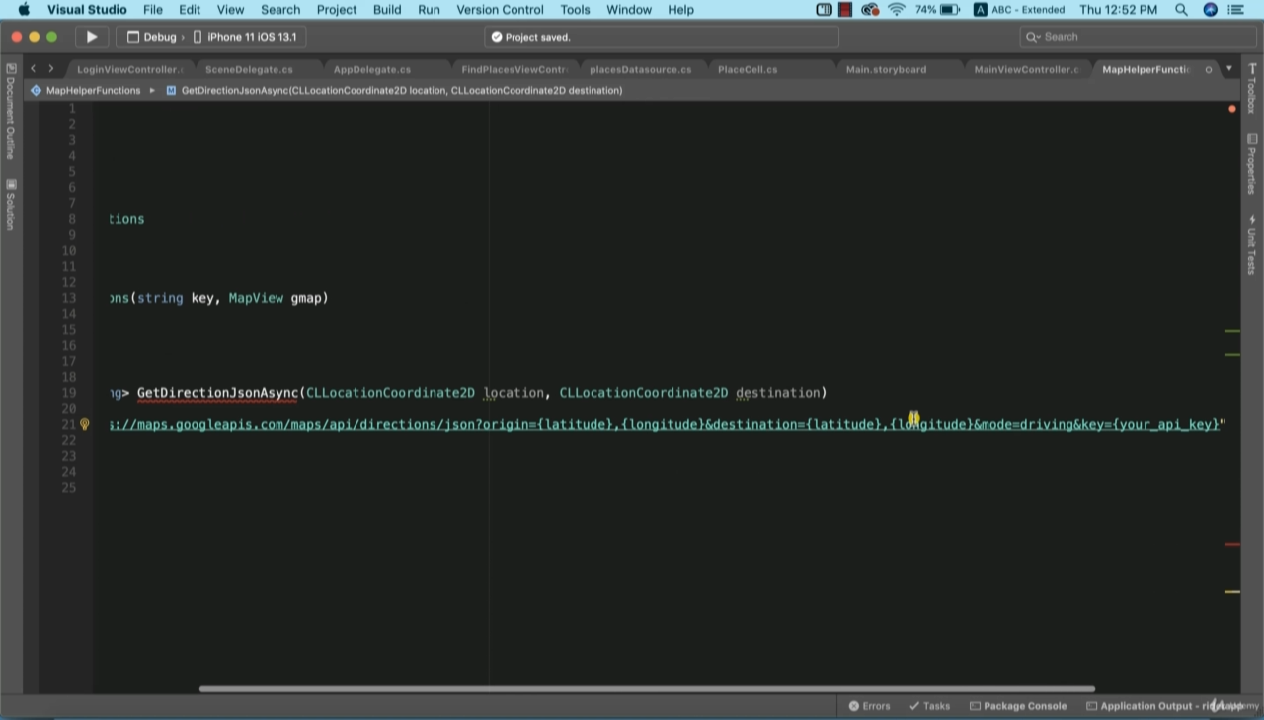 Visual Studio File Edit View Search Project Build Run Version Control Tools Window Help 74% A ABC - Extended Thu 12:52 PM
Debug › iPhone 11 iOS 13.1 Project saved. Search
LoginViewController.c SceneDelegate.cs AppDelegate.cs FindPlacesViewContr placesDatasource.cs PlaceCell.cs Main.storyboard MainViewController.c MapHelperFuncti
MapHelperFunctions ▸ M GetDirectionJsonAsync(CLLocationCoordinate2D location, CLLocationCoordinate2D destination)
Document Outline
Solution
Toolbox
Properties
Unit Tests
1
2
3
4
5
6
7
8 tions
9
10
11
12
13 ons(string key, MapView gmap)
14
15
16
17
18
19 ng> GetDirectionJsonAsync(CLLocationCoordinate2D location, CLLocationCoordinate2D destination)
20
21 s://maps.googleapis.com/maps/api/directions/json?origin={latitude},{longitude}&destination={latitude},{longitude}&mode=driving&key={your_api_key}"
22
23
24
25
Errors Tasks Package Console Application Output -